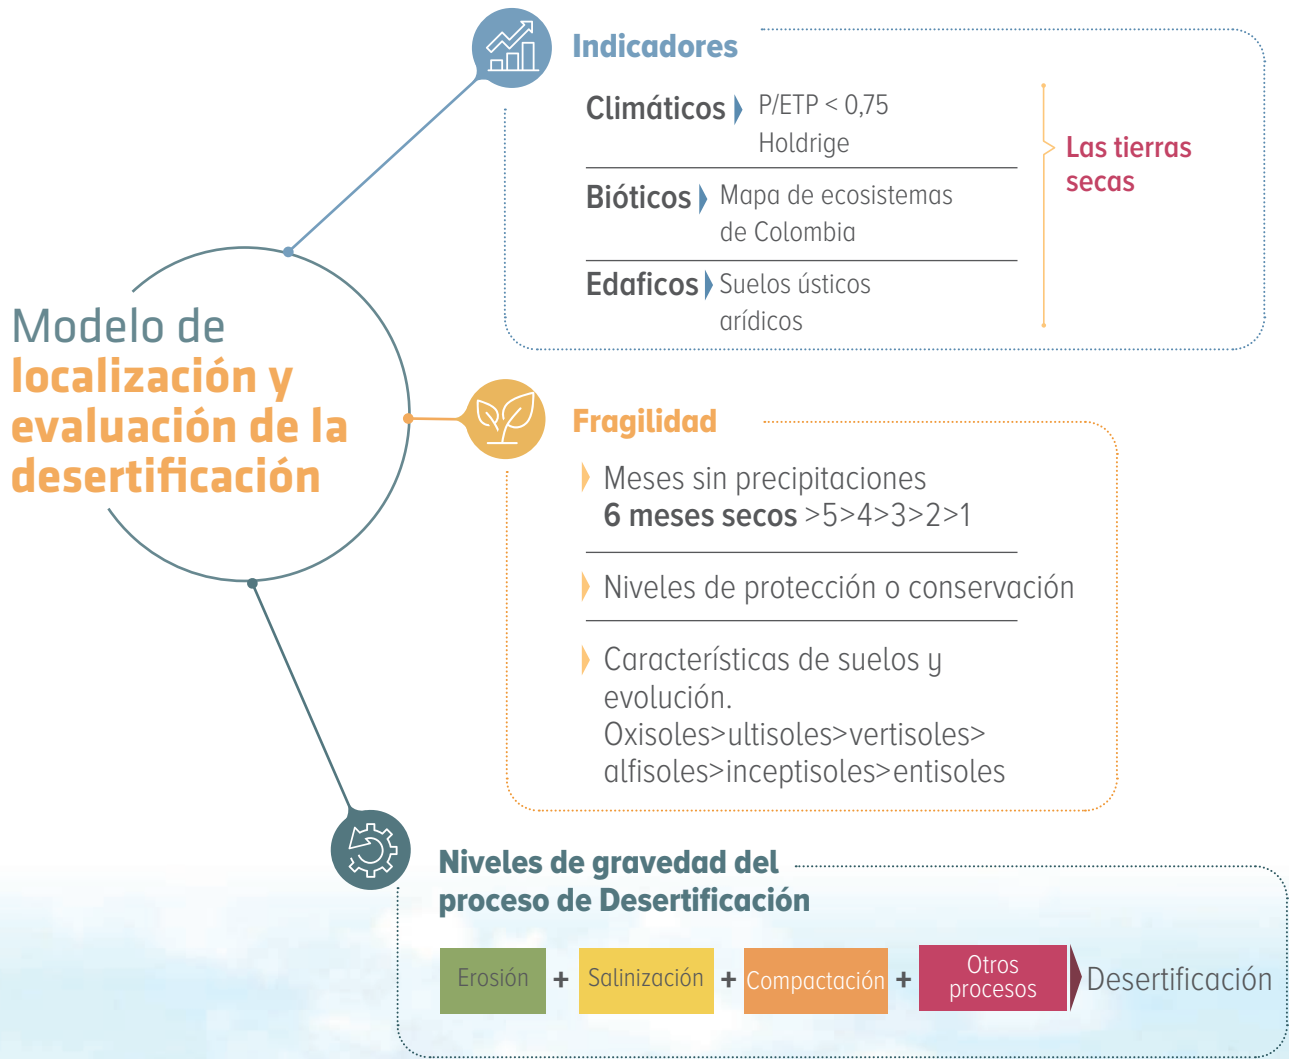 Modelo de
localización y
evaluación de la
desertificación
Indicadores
Climáticos
P/ETP < 0,75
Holdrige
Bióticos
Mapa de ecosistemas
de Colombia
Edaficos
Suelos ústicos
arídicos
Las tierras
secas
Fragilidad
Meses sin precipitaciones
6 meses secos >5>4>3>2>1
Niveles de protección o conservación
Características de suelos y
evolución.
Oxisoles>ultisoles>vertisoles>
alfisoles>inceptisoles>entisoles
Niveles de gravedad del
proceso de Desertificación
Erosión + Salinización + Compactación + Otros
procesos
Desertificación